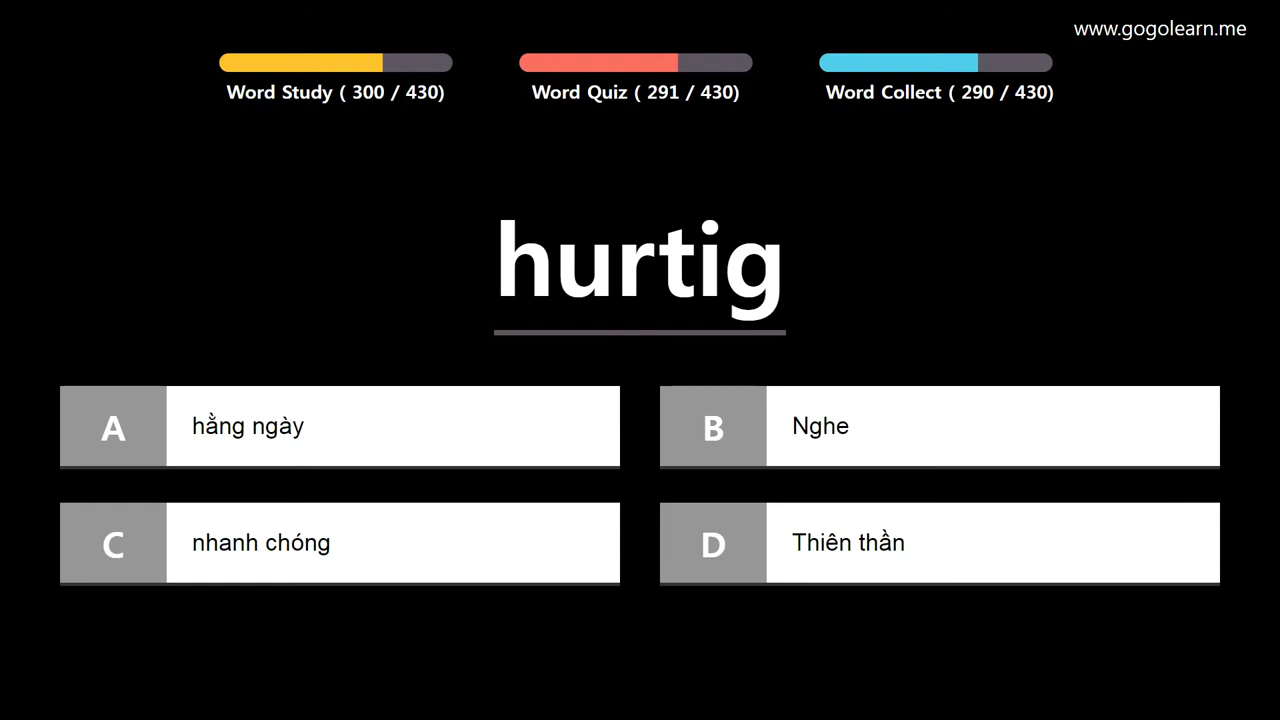 www.gogolearn.me
Word Study ( 300 / 430)
Word Quiz ( 291 / 430)
Word Collect ( 290 / 430)
hurtig
A hằng ngày
B Nghe
C nhanh chóng
D Thiên thần